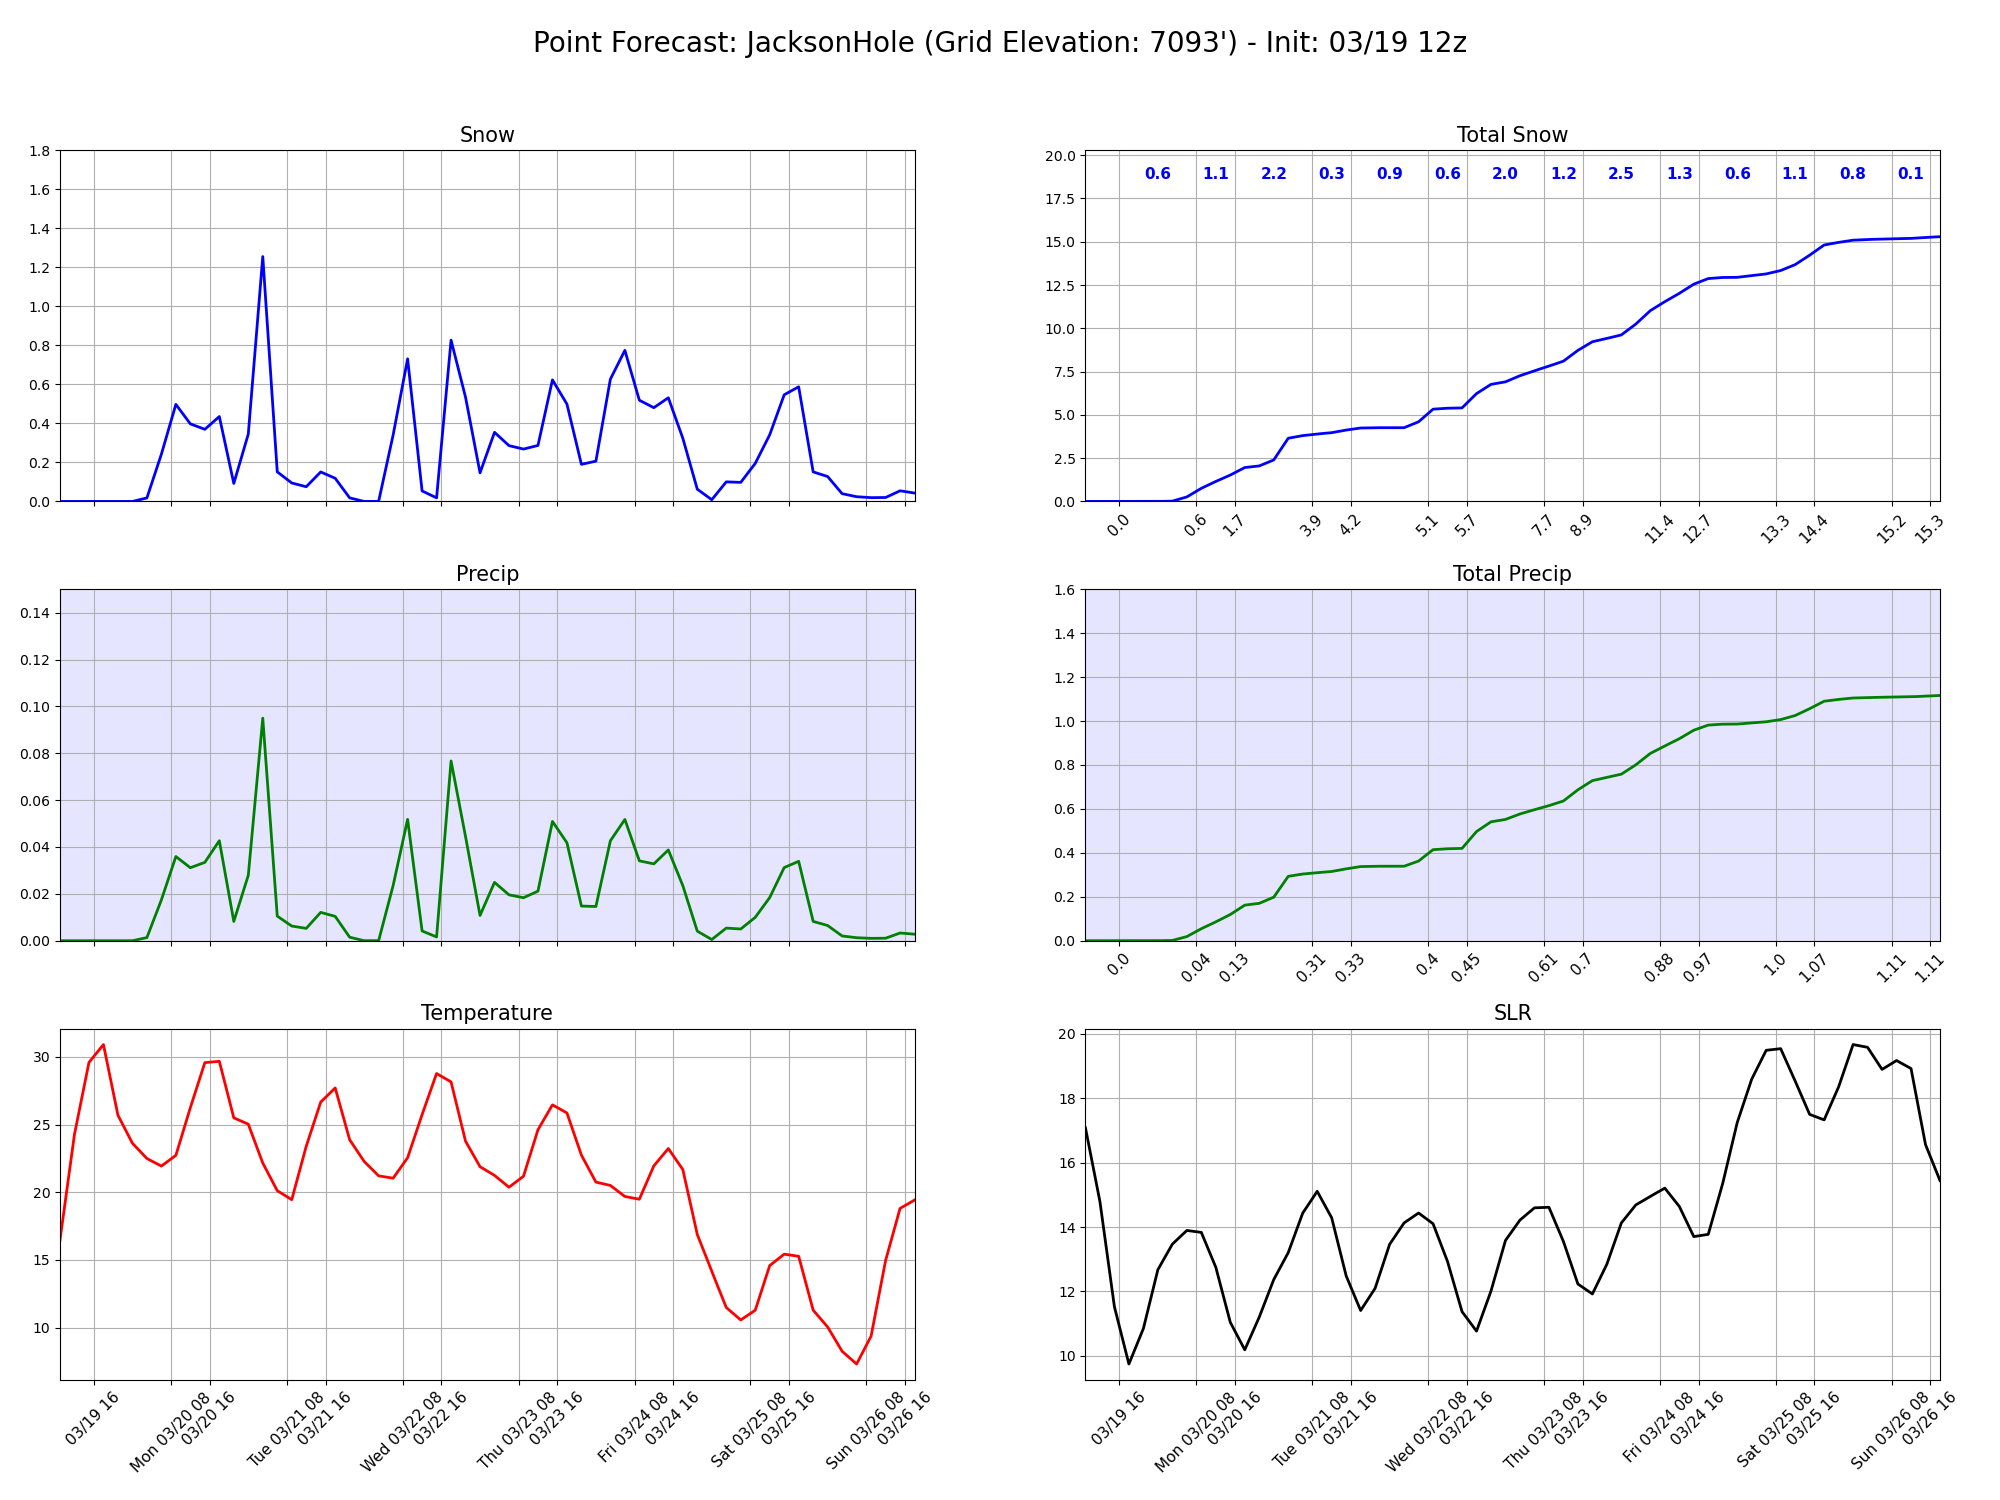 Point Forecast: JacksonHole (Grid Elevation: 7093') - Init: 03/19 12z
Snow
1.8
1.6
1.4
1.2
1.0
0.8
0.6
0.4
0.2
0.0
Total Snow
0.6 1.1 2.2 0.3 0.9 0.6 2.0 1.2 2.5 1.3 0.6 1.1 0.8 0.1
20.0
17.5
15.0
12.5
10.0
7.5
5.0
2.5
0.0
0.0 0.6 1.7 3.9 4.2 5.1 5.7 7.7 8.9 11.4 12.7 13.3 14.4 15.2 15.3
Precip
0.14
0.12
0.10
0.08
0.06
0.04
0.02
0.00
Total Precip
1.6
1.4
1.2
1.0
0.8
0.6
0.4
0.2
0.0
0.0 0.04 0.13 0.31 0.33 0.4 0.45 0.61 0.7 0.88 0.97 1.0 1.07 1.11 1.11
Temperature
30
25
20
15
10
03/19 16
Mon 03/20 08
03/20 16
Tue 03/21 08
03/21 16
Wed 03/22 08
03/22 16
Thu 03/23 08
03/23 16
Fri 03/24 08
03/24 16
Sat 03/25 08
03/25 16
Sun 03/26 08
03/26 16
SLR
20
18
16
14
12
10
03/19 16
Mon 03/20 08
03/20 16
Tue 03/21 08
03/21 16
Wed 03/22 08
03/22 16
Thu 03/23 08
03/23 16
Fri 03/24 08
03/24 16
Sat 03/25 08
03/25 16
Sun 03/26 08
03/26 16